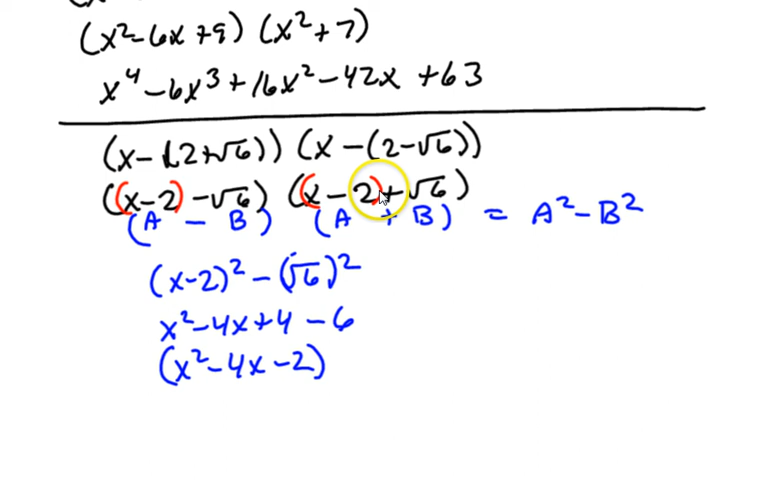 (x²-6x+9) (x²+7)
x⁴-6x³+16x²-42x+63
(x-(2+√6)) (x-(2-√6))
((x-2)-√6) ((x-2)+√6)
(A - B) (A + B) = A²-B²
(x-2)²-(√6)²
x²-4x+4-6
(x²-4x-2)